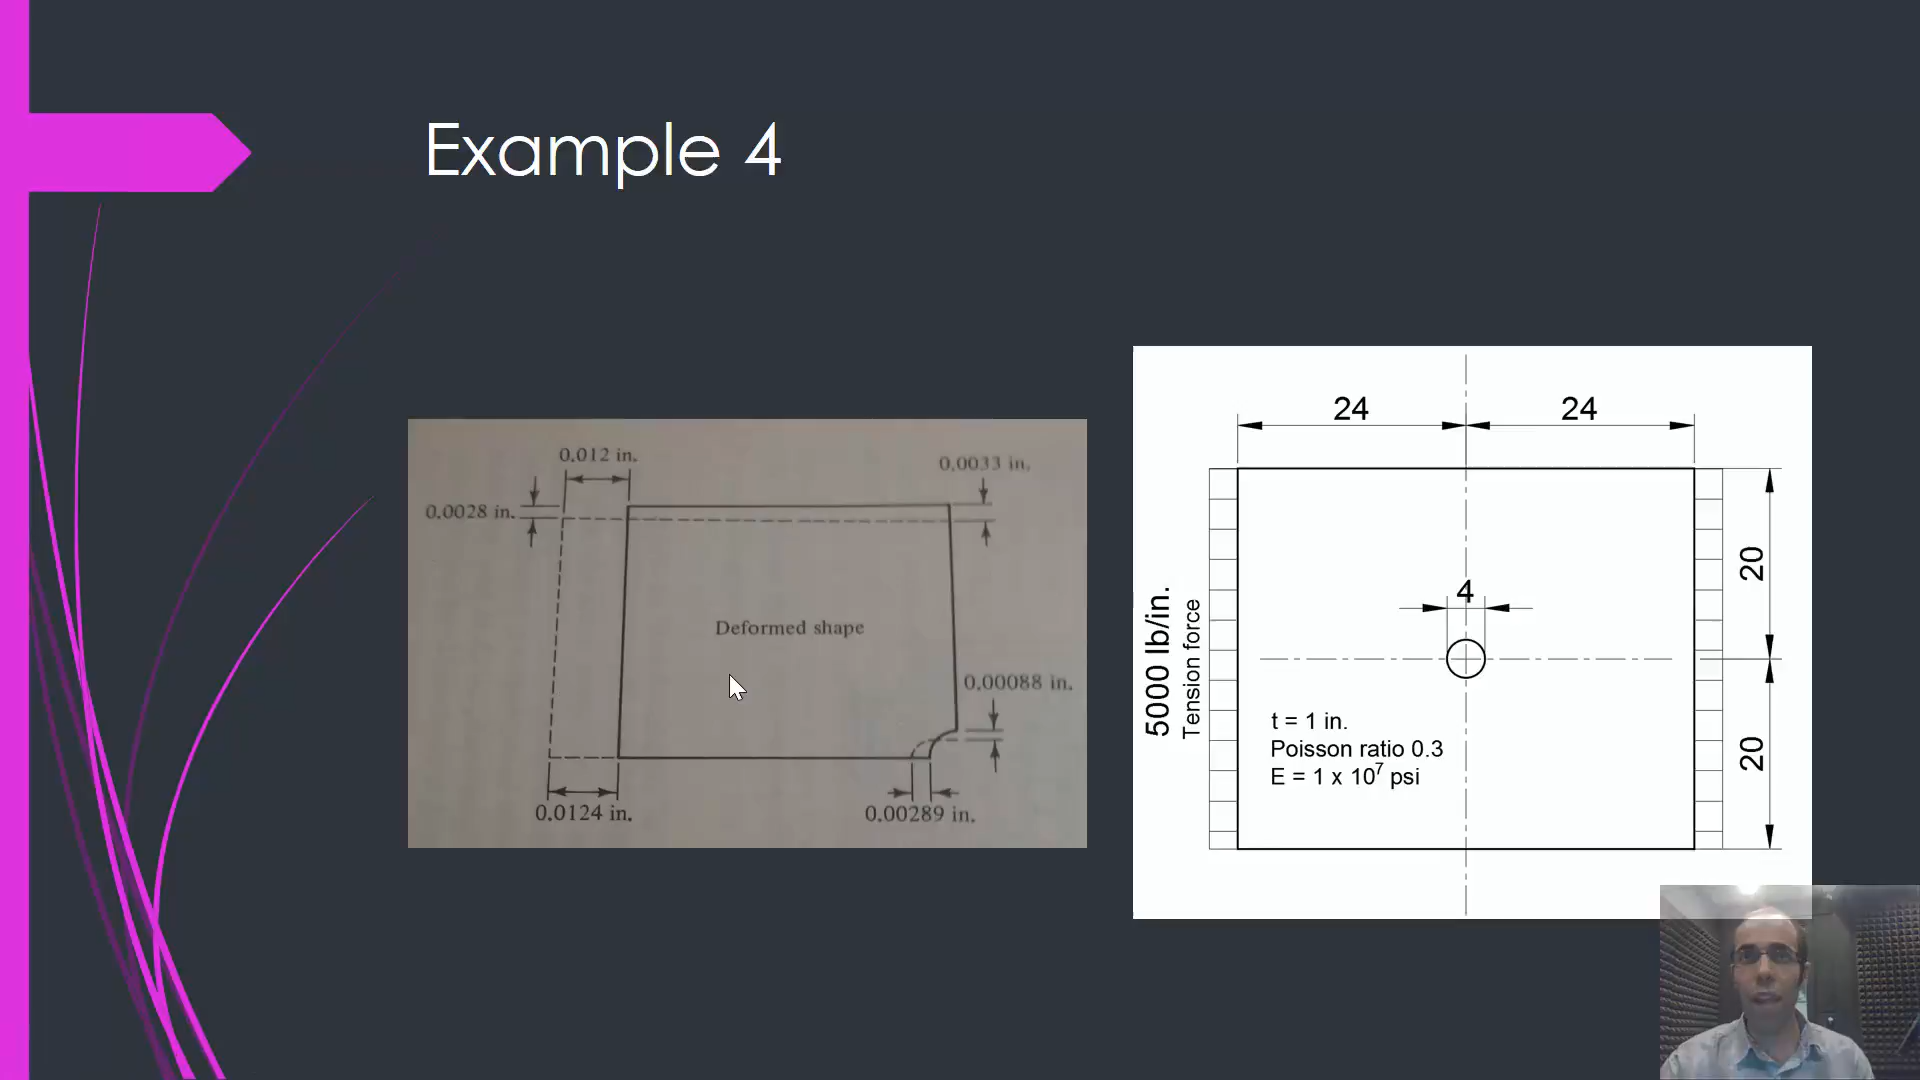 Example 4
0.012 in.
0.0033 in.
0.0028 in.
Deformed shape
0.00088 in.
0.0124 in.
0.00289 in.
24
24
4
20
20
5000 lb/in.
Tension force
t = 1 in.
Poisson ratio 0.3
E = 1 x 10⁷ psi